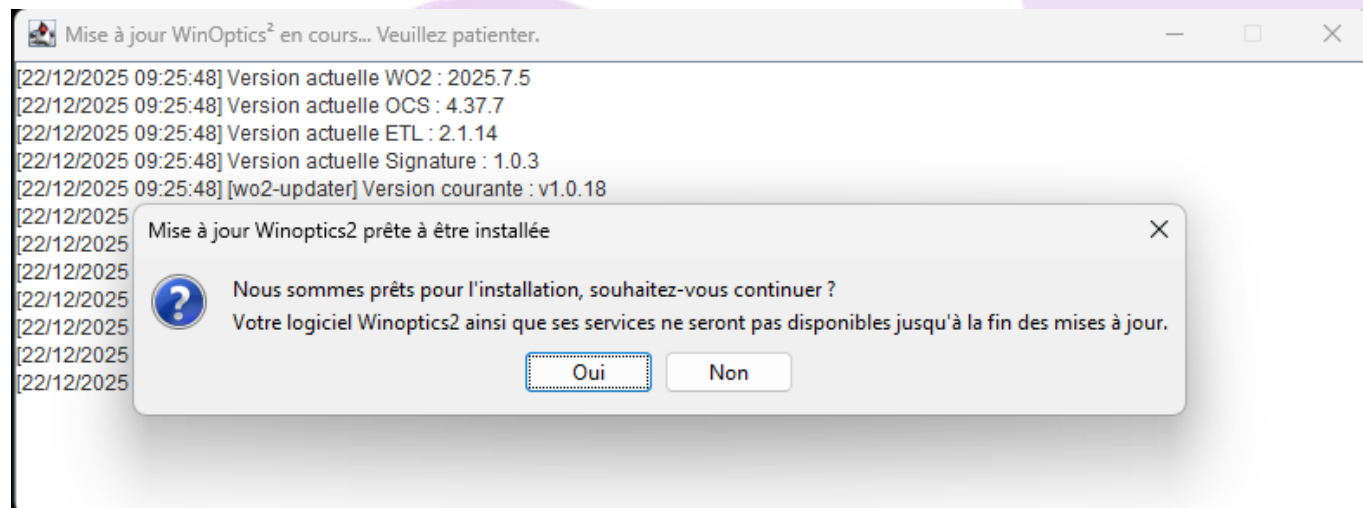 Mise à jour WinOptics² en cours... Veuillez patienter.
[22/12/2025 09:25:48] Version actuelle WO2 : 2025.7.5
[22/12/2025 09:25:48] Version actuelle OCS : 4.37.7
[22/12/2025 09:25:48] Version actuelle ETL : 2.1.14
[22/12/2025 09:25:48] Version actuelle Signature : 1.0.3
[22/12/2025 09:25:48] [wo2-updater] Version courante : v1.0.18
[22/12/2025
[22/12/2025
[22/12/2025
[22/12/2025
[22/12/2025
[22/12/2025
[22/12/2025
Mise à jour Winoptics2 prête à être installée
Nous sommes prêts pour l'installation, souhaitez-vous continuer ?
Votre logiciel Winoptics2 ainsi que ses services ne seront pas disponibles jusqu'à la fin des mises à jour.
Oui
Non